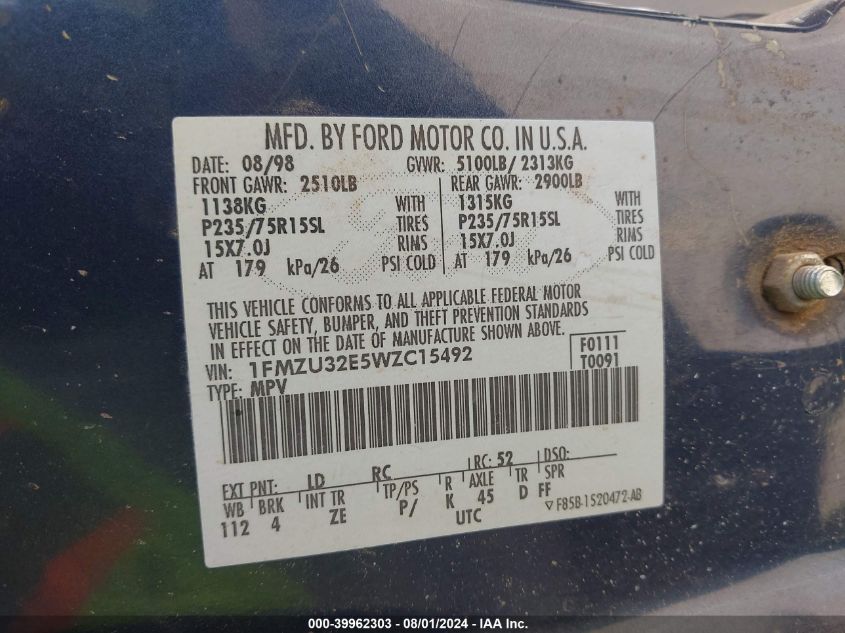 MFD. BY FORD MOTOR CO. IN U.S.A.
DATE: 08/98 GVWR: 5100LB/ 2313KG
FRONT GAWR: 2510LB REAR GAWR: 2900LB
1138KG WITH 1315KG WITH
P235/75R15SL TIRES P235/75R15SL TIRES
15X7.0J RIMS 15X7.0J RIMS
AT 179 kPa/26 PSI COLD AT 179 kPa/26 PSI COLD
THIS VEHICLE CONFORMS TO ALL APPLICABLE FEDERAL MOTOR
VEHICLE SAFETY, BUMPER, AND THEFT PREVENTION STANDARDS
IN EFFECT ON THE DATE OF MANUFACTURE SHOWN ABOVE.
VIN: 1FMZU32E5WZC15492 F0111
TYPE: MPV T0091
EXT PNT: LD RC RC: 52 DSO:
WB BRK INT TR TP/PS R AXLE TR SPR
112 4 ZE P/ K 45 D FF
UTC ▽F85B-1520472-AB
000-39962303 - 08/01/2024 - IAA Inc.